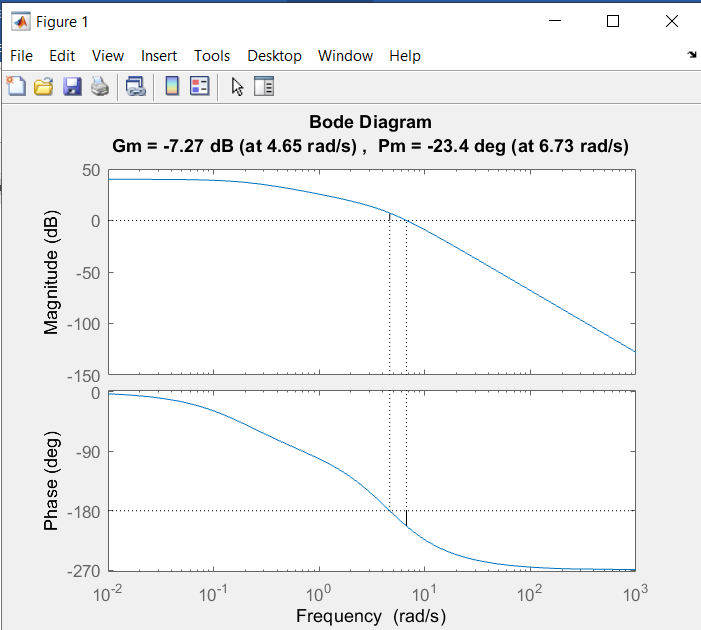 Figure 1
File Edit View Insert Tools Desktop Window Help
Bode Diagram
Gm = -7.27 dB (at 4.65 rad/s) ,  Pm = -23.4 deg (at 6.73 rad/s)
Magnitude (dB)
50
0
-50
-100
-150
Phase (deg)
0
-90
-180
-270
10⁻² 10⁻¹ 10⁰ 10¹ 10² 10³
Frequency  (rad/s)